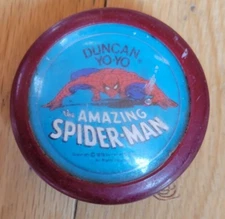 DUNCAN
YO-YO
the AMAZING
SPIDER-MAN